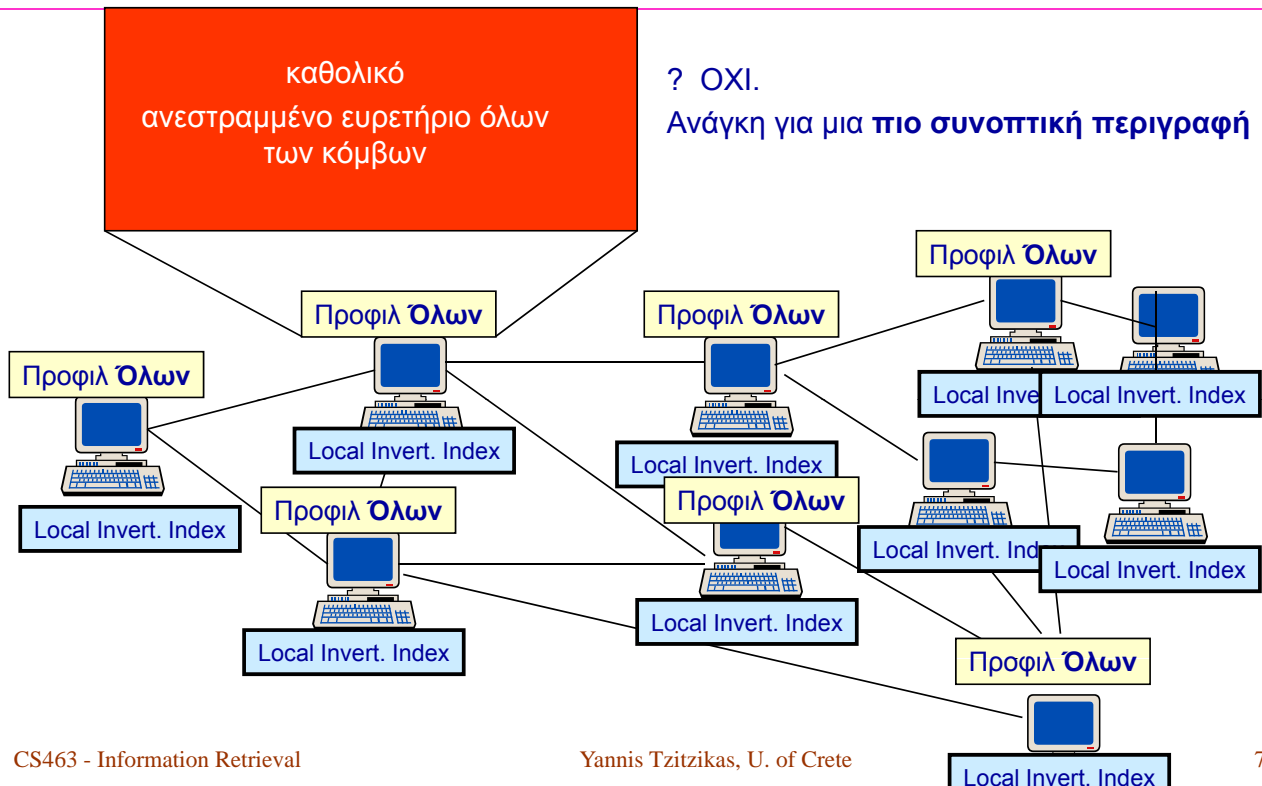 καθολικό
ανεστραμμένο ευρετήριο όλων
των κόμβων
? ΟΧΙ.
Ανάγκη για μια πιο συνοπτική περιγραφή
Προφιλ Όλων
Προφιλ Όλων
Προφιλ Όλων
Προφιλ Όλων
Local Inve
Local Invert. Index
Local Invert. Index
Local Invert. Index
Προφιλ Όλων
Προφιλ Όλων
Local Invert. Index
Local Invert. Ind
Local Invert. Index
Local Invert. Index
Local Invert. Index
Προφιλ Όλων
CS463 - Information Retrieval
Yannis Tzitzikas, U. of Crete
7
Local Invert. Index